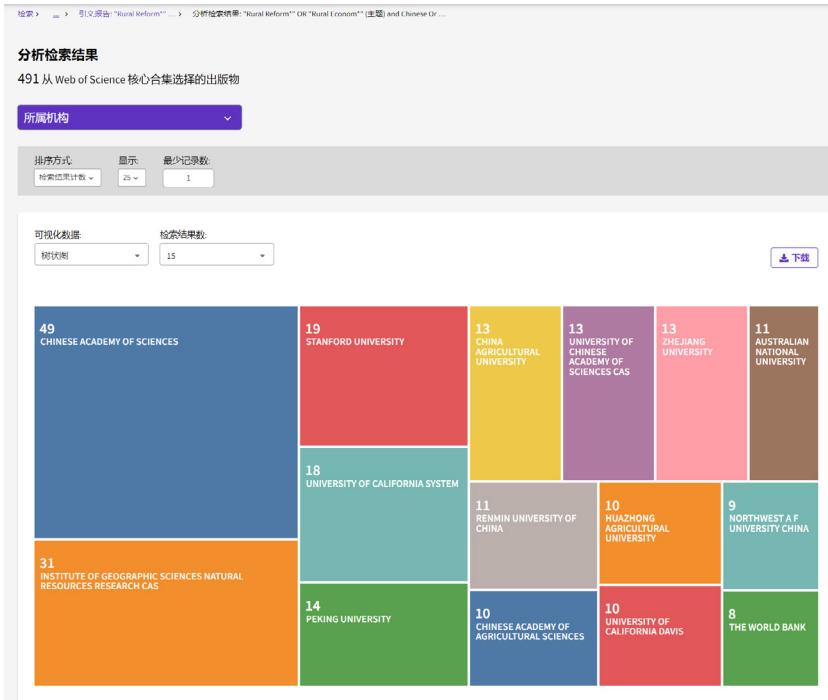 检索 > ... > 引文报告: "Rural Reform*" ... > 分析检索结果: "Rural Reform*" OR "Rural Econom*" (主题) and Chinese Or ...
分析检索结果
491 从 Web of Science 核心合集选择的出版物
所属机构
排序方式: 显示: 最少记录数:
检索结果计数 25 1
可视化数据: 检索结果数:
树状图 15
下载
49
CHINESE ACADEMY OF SCIENCES
19
STANFORD UNIVERSITY
13
CHINA
AGRICULTURAL
UNIVERSITY
13
UNIVERSITY OF
CHINESE
ACADEMY OF
SCIENCES CAS
13
ZHEJIANG
UNIVERSITY
11
AUSTRALIAN
NATIONAL
UNIVERSITY
18
UNIVERSITY OF CALIFORNIA SYSTEM
11
RENMIN UNIVERSITY OF
CHINA
10
HUAZHONG
AGRICULTURAL
UNIVERSITY
9
NORTHWEST A F
UNIVERSITY CHINA
31
INSTITUTE OF GEOGRAPHIC SCIENCES NATURAL
RESOURCES RESEARCH CAS
14
PEKING UNIVERSITY
10
CHINESE ACADEMY OF
AGRICULTURAL SCIENCES
10
UNIVERSITY OF
CALIFORNIA DAVIS
8
THE WORLD BANK